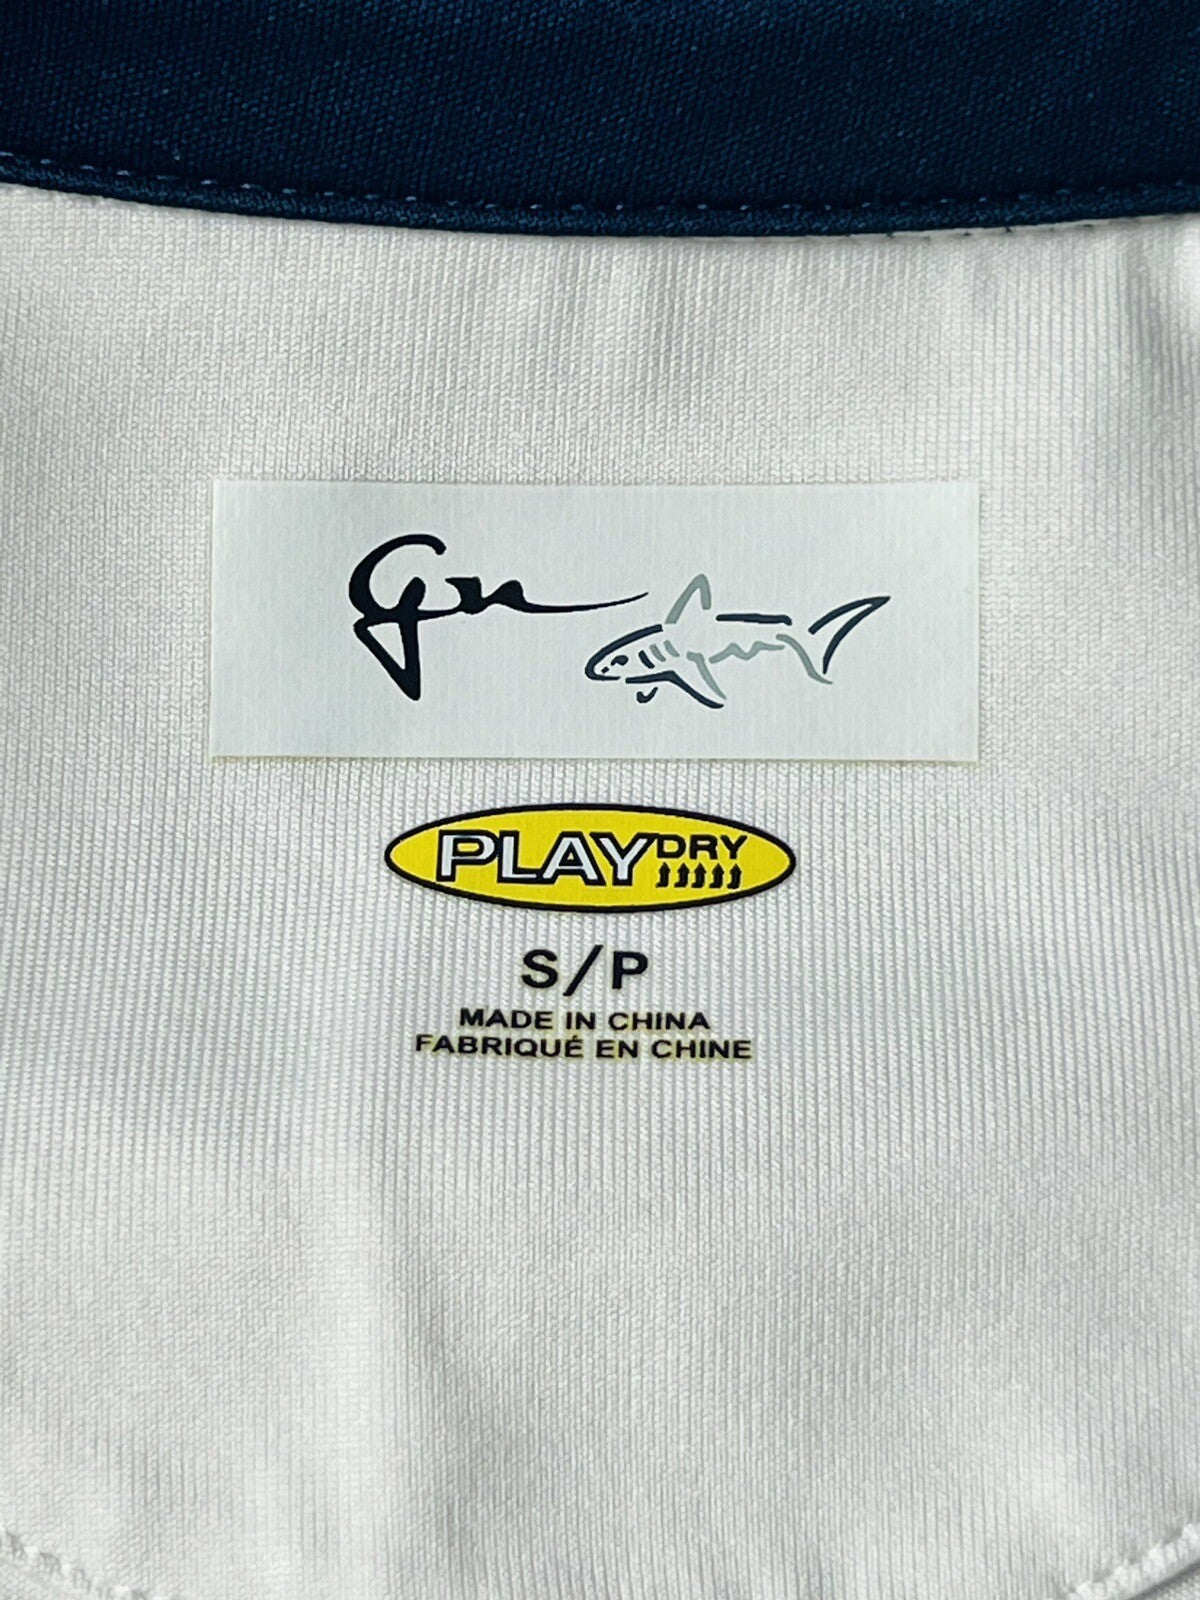 PLAYDRY
S/P
MADE IN CHINA
FABRIQUÉ EN CHINE